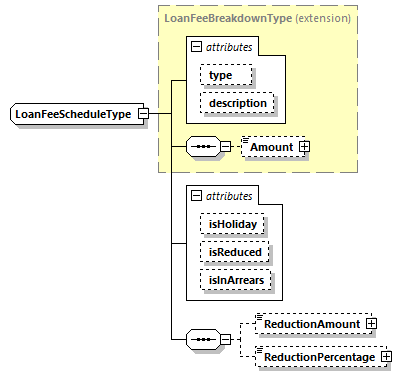 LoanFeeBreakdownType (extension)
attributes
type
description
LoanFeeScheduleType
Amount
attributes
isHoliday
isReduced
isInArrears
ReductionAmount
ReductionPercentage